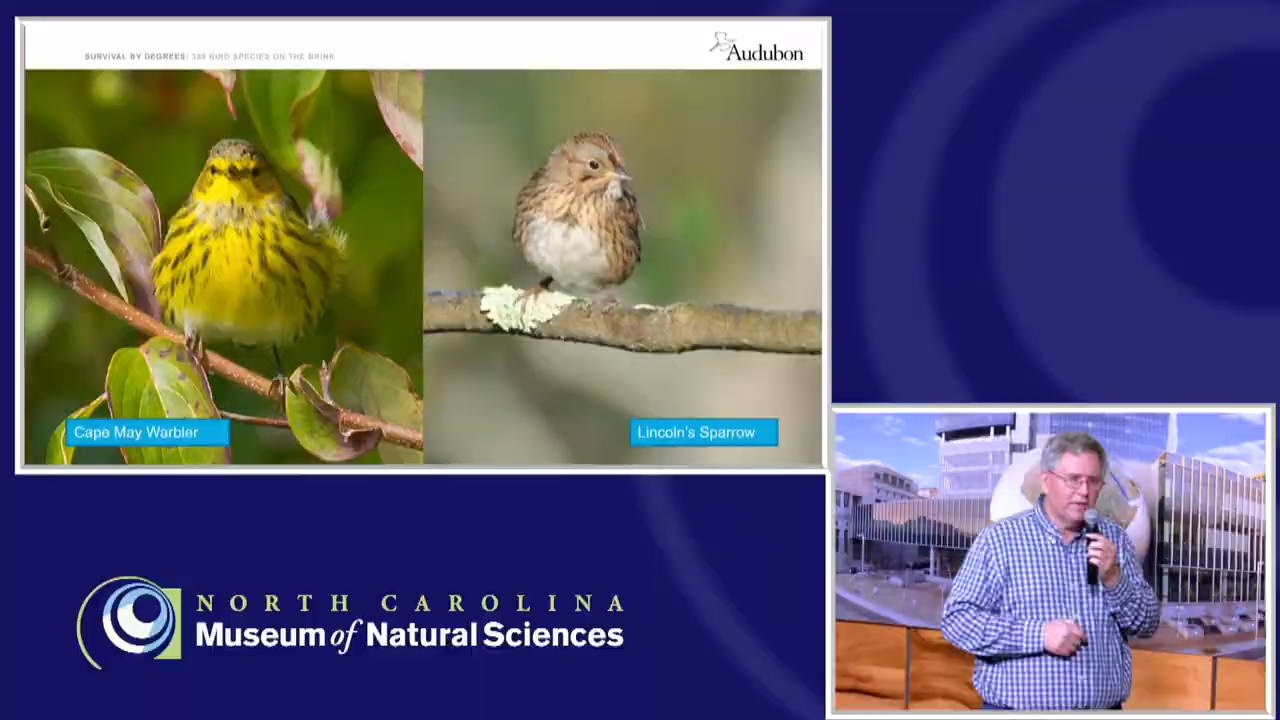 SURVIVAL BY DEGREES: 389 BIRD SPECIES ON THE BRINK
Audubon
Cape May Warbler
Lincoln's Sparrow
NORTH CAROLINA
Museum of Natural Sciences